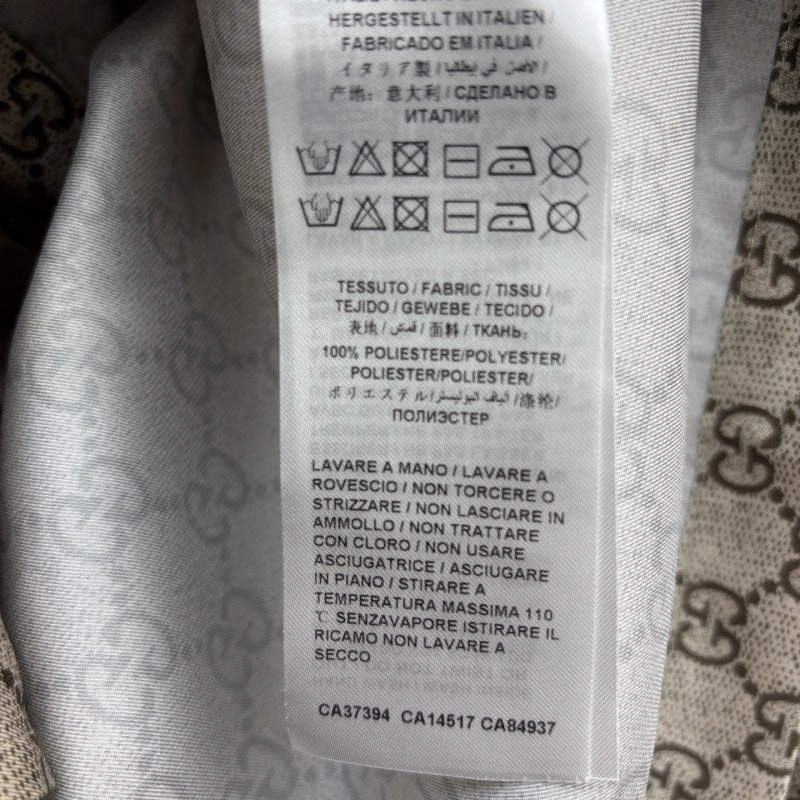 HERGESTELLT IN ITALIEN /
FABRICADO EM ITALIA /
イタリア製 / الأصل في إيطاليا /
产地：意大利 / СДЕЛАНО В
ИТАЛИИ
TESSUTO / FABRIC / TISSU /
TEJIDO / GEWEBE / TECIDO /
表地 / قماش / 面料 / ТКАНЬ:
100% POLIESTERE/POLYESTER/
POLIESTER/POLIESTER/
ポリエステル/ألياف البوليستر/涤纶/
ПОЛИЭСТЕР
LAVARE A MANO / LAVARE A
ROVESCIO / NON TORCERE O
STRIZZARE / NON LASCIARE IN
AMMOLLO / NON TRATTARE
CON CLORO / NON USARE
ASCIUGATRICE / ASCIUGARE
IN PIANO / STIRARE A
TEMPERATURA MASSIMA 110
℃ SENZAVAPORE ISTIRARE IL
RICAMO NON LAVARE A
SECCO
CA37394 CA14517 CA84937